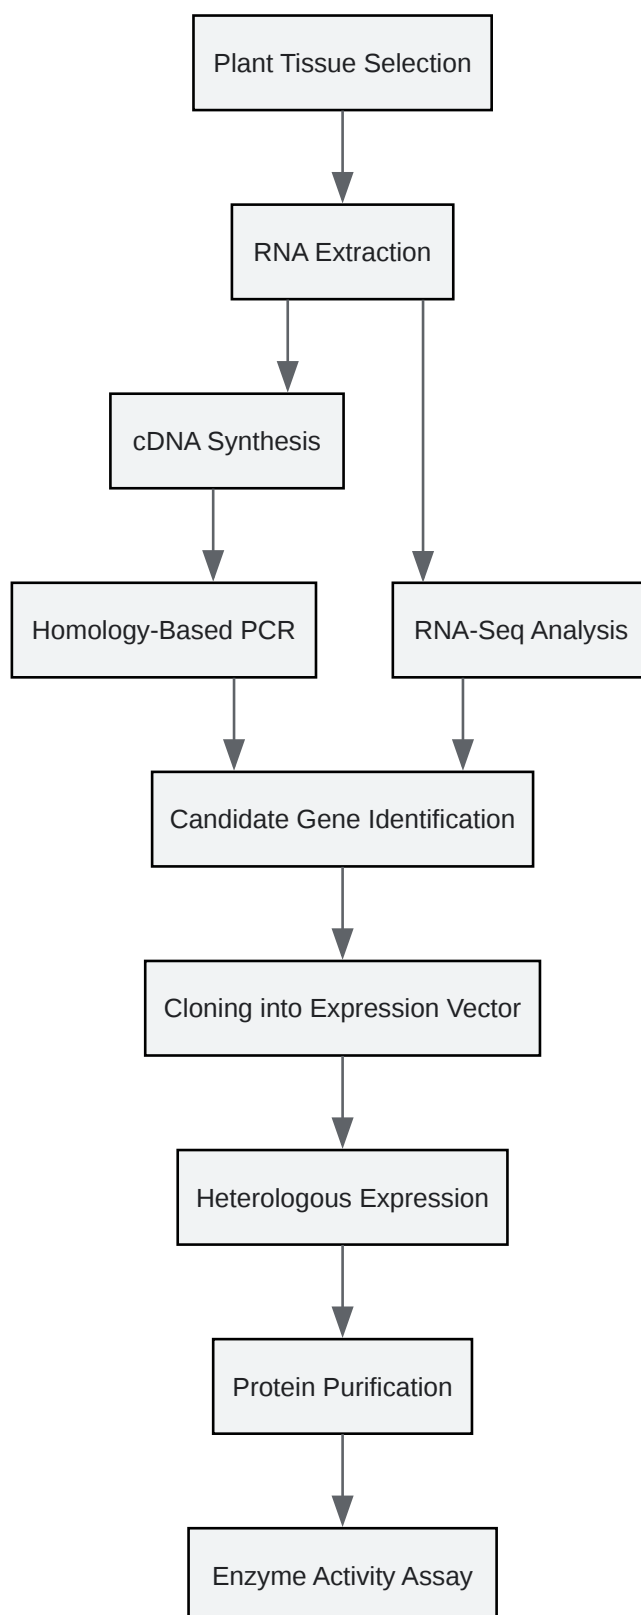 Plant Tissue Selection
RNA Extraction
cDNA Synthesis
Homology-Based PCR
RNA-Seq Analysis
Candidate Gene Identification
Cloning into Expression Vector
Heterologous Expression
Protein Purification
Enzyme Activity Assay